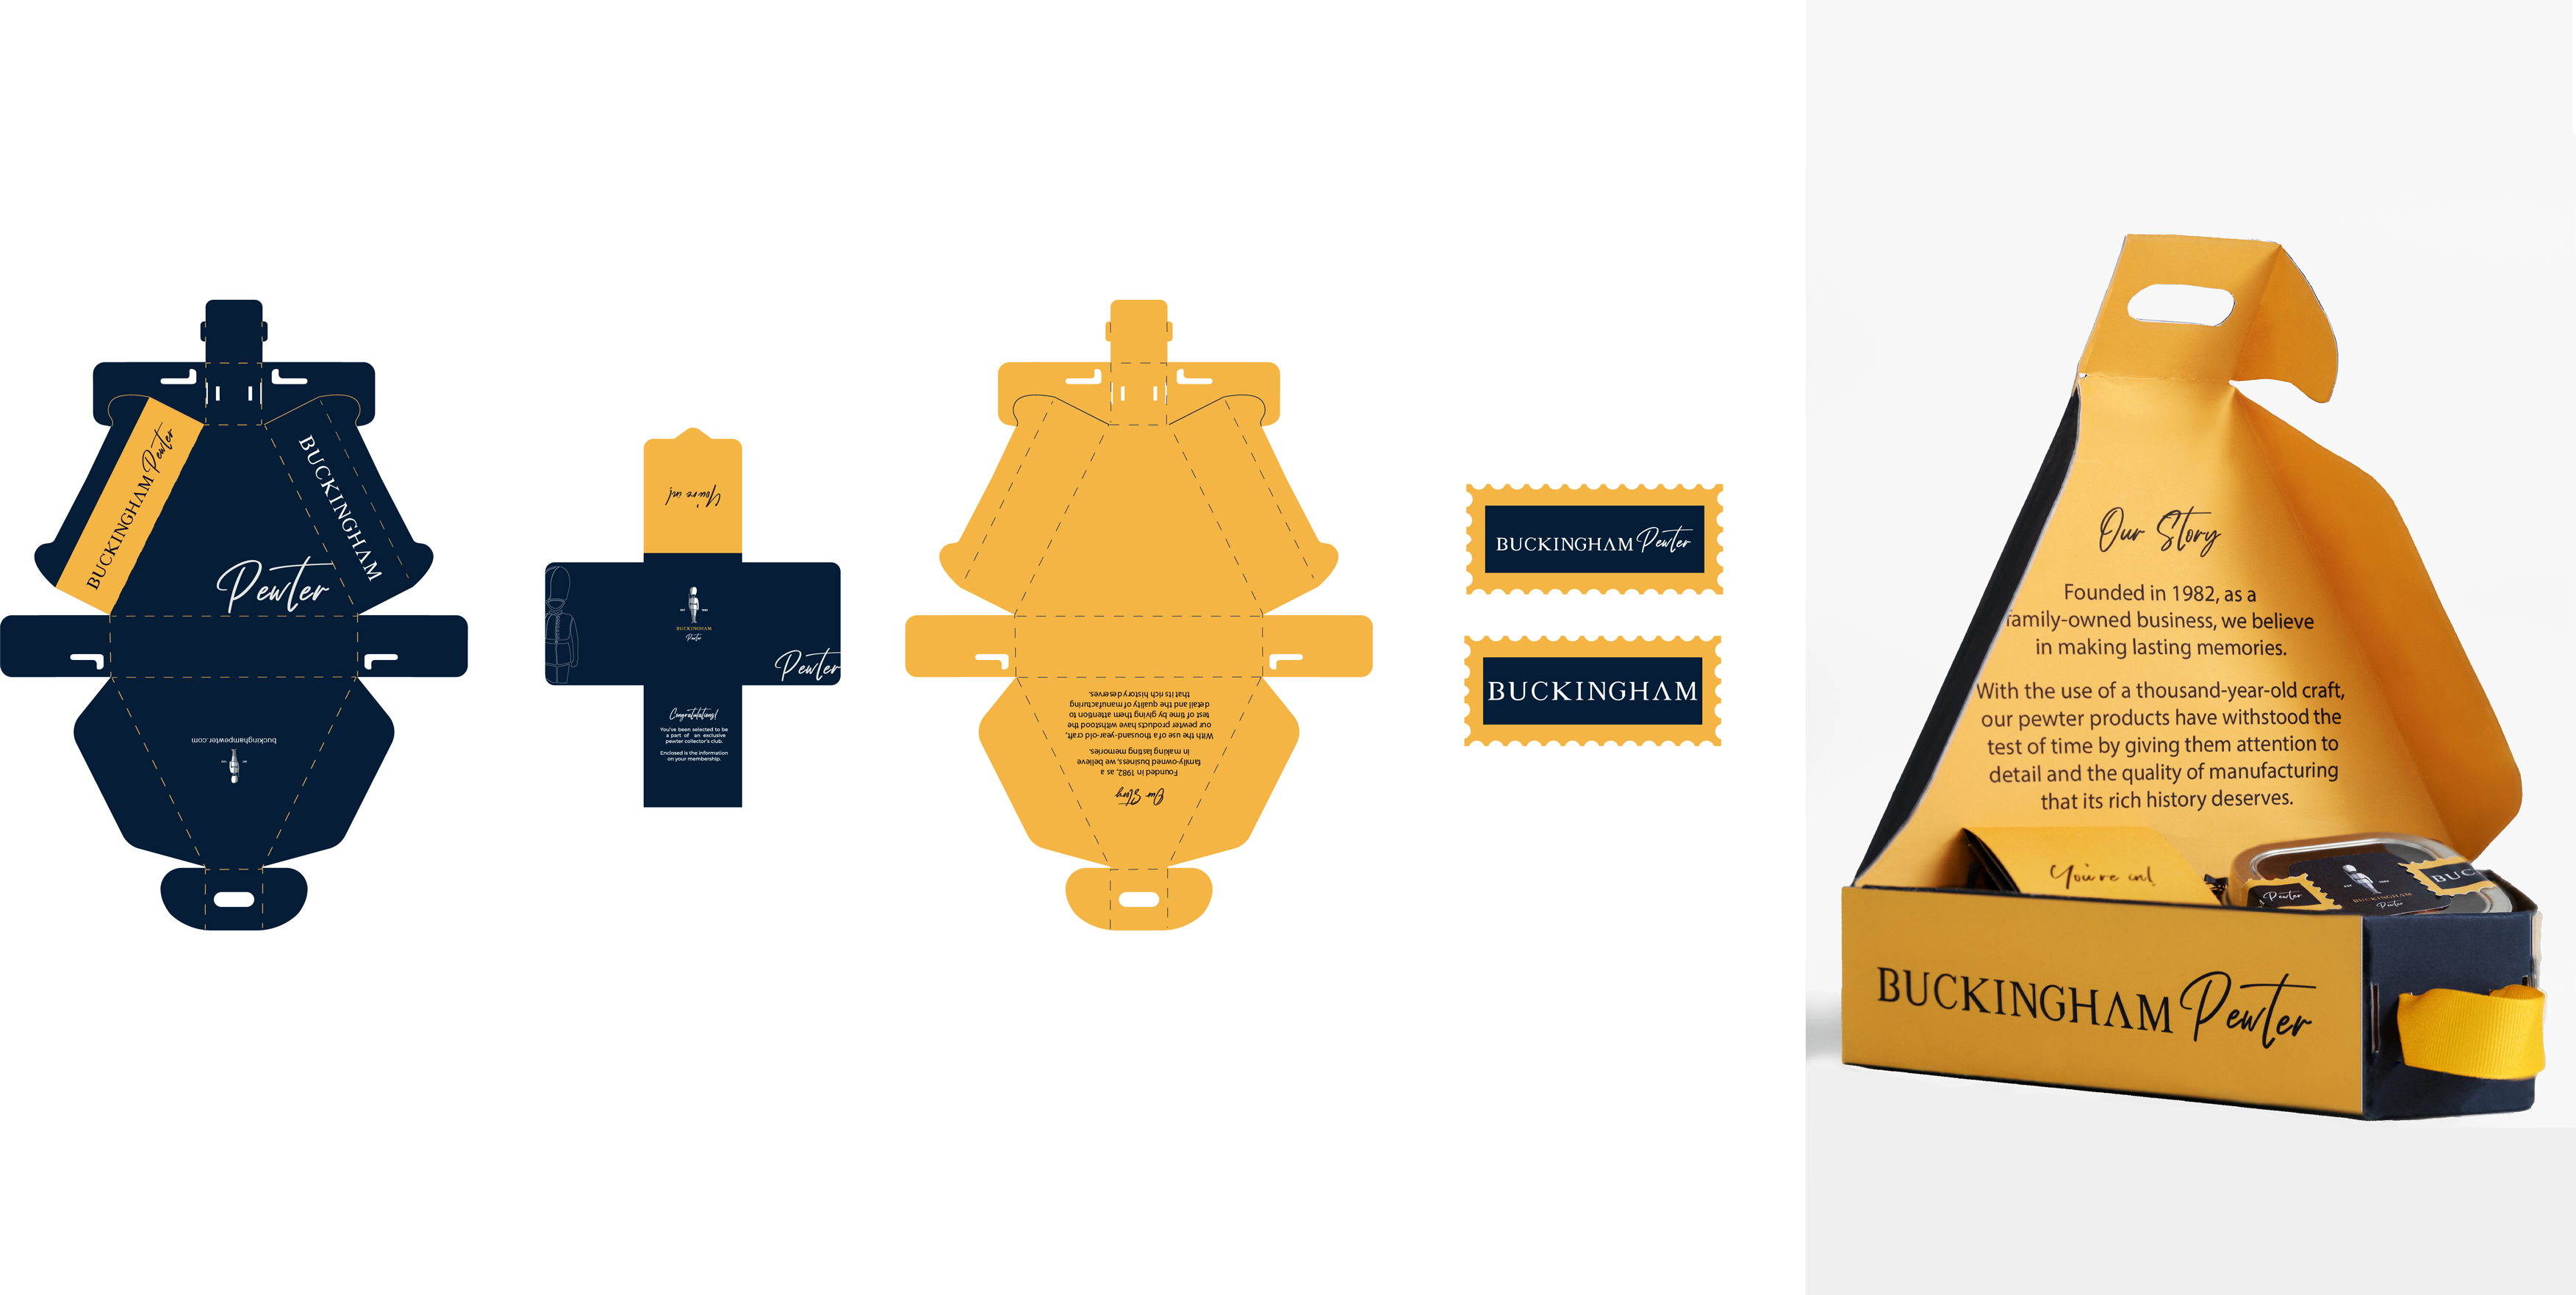 BUCKINGHAM Pewter
BUCKINGHAM
Pewter
buckinghampewter.com
You're in!
BUCKINGHAM
Pewter
Pewter
Congratulations!
You've been selected to be
a part of an exclusive
pewter collector's club.
Enclosed is the information
on your membership.
Our Story
Founded in 1982, as a
family-owned business, we believe
in making lasting memories.
With the use of a thousand-year-old craft,
our pewter products have withstood the
test of time by giving them attention to
detail and the quality of manufacturing
that its rich history deserves.
BUCKINGHAM Pewter
BUCKINGHAM
Our Story
Founded in 1982, as a
family-owned business, we believe
in making lasting memories.
With the use of a thousand-year-old craft,
our pewter products have withstood the
test of time by giving them attention to
detail and the quality of manufacturing
that its rich history deserves.
You're in!
Pewter
BUCKINGHAM
Pewter
BUC
BUCKINGHAM Pewter